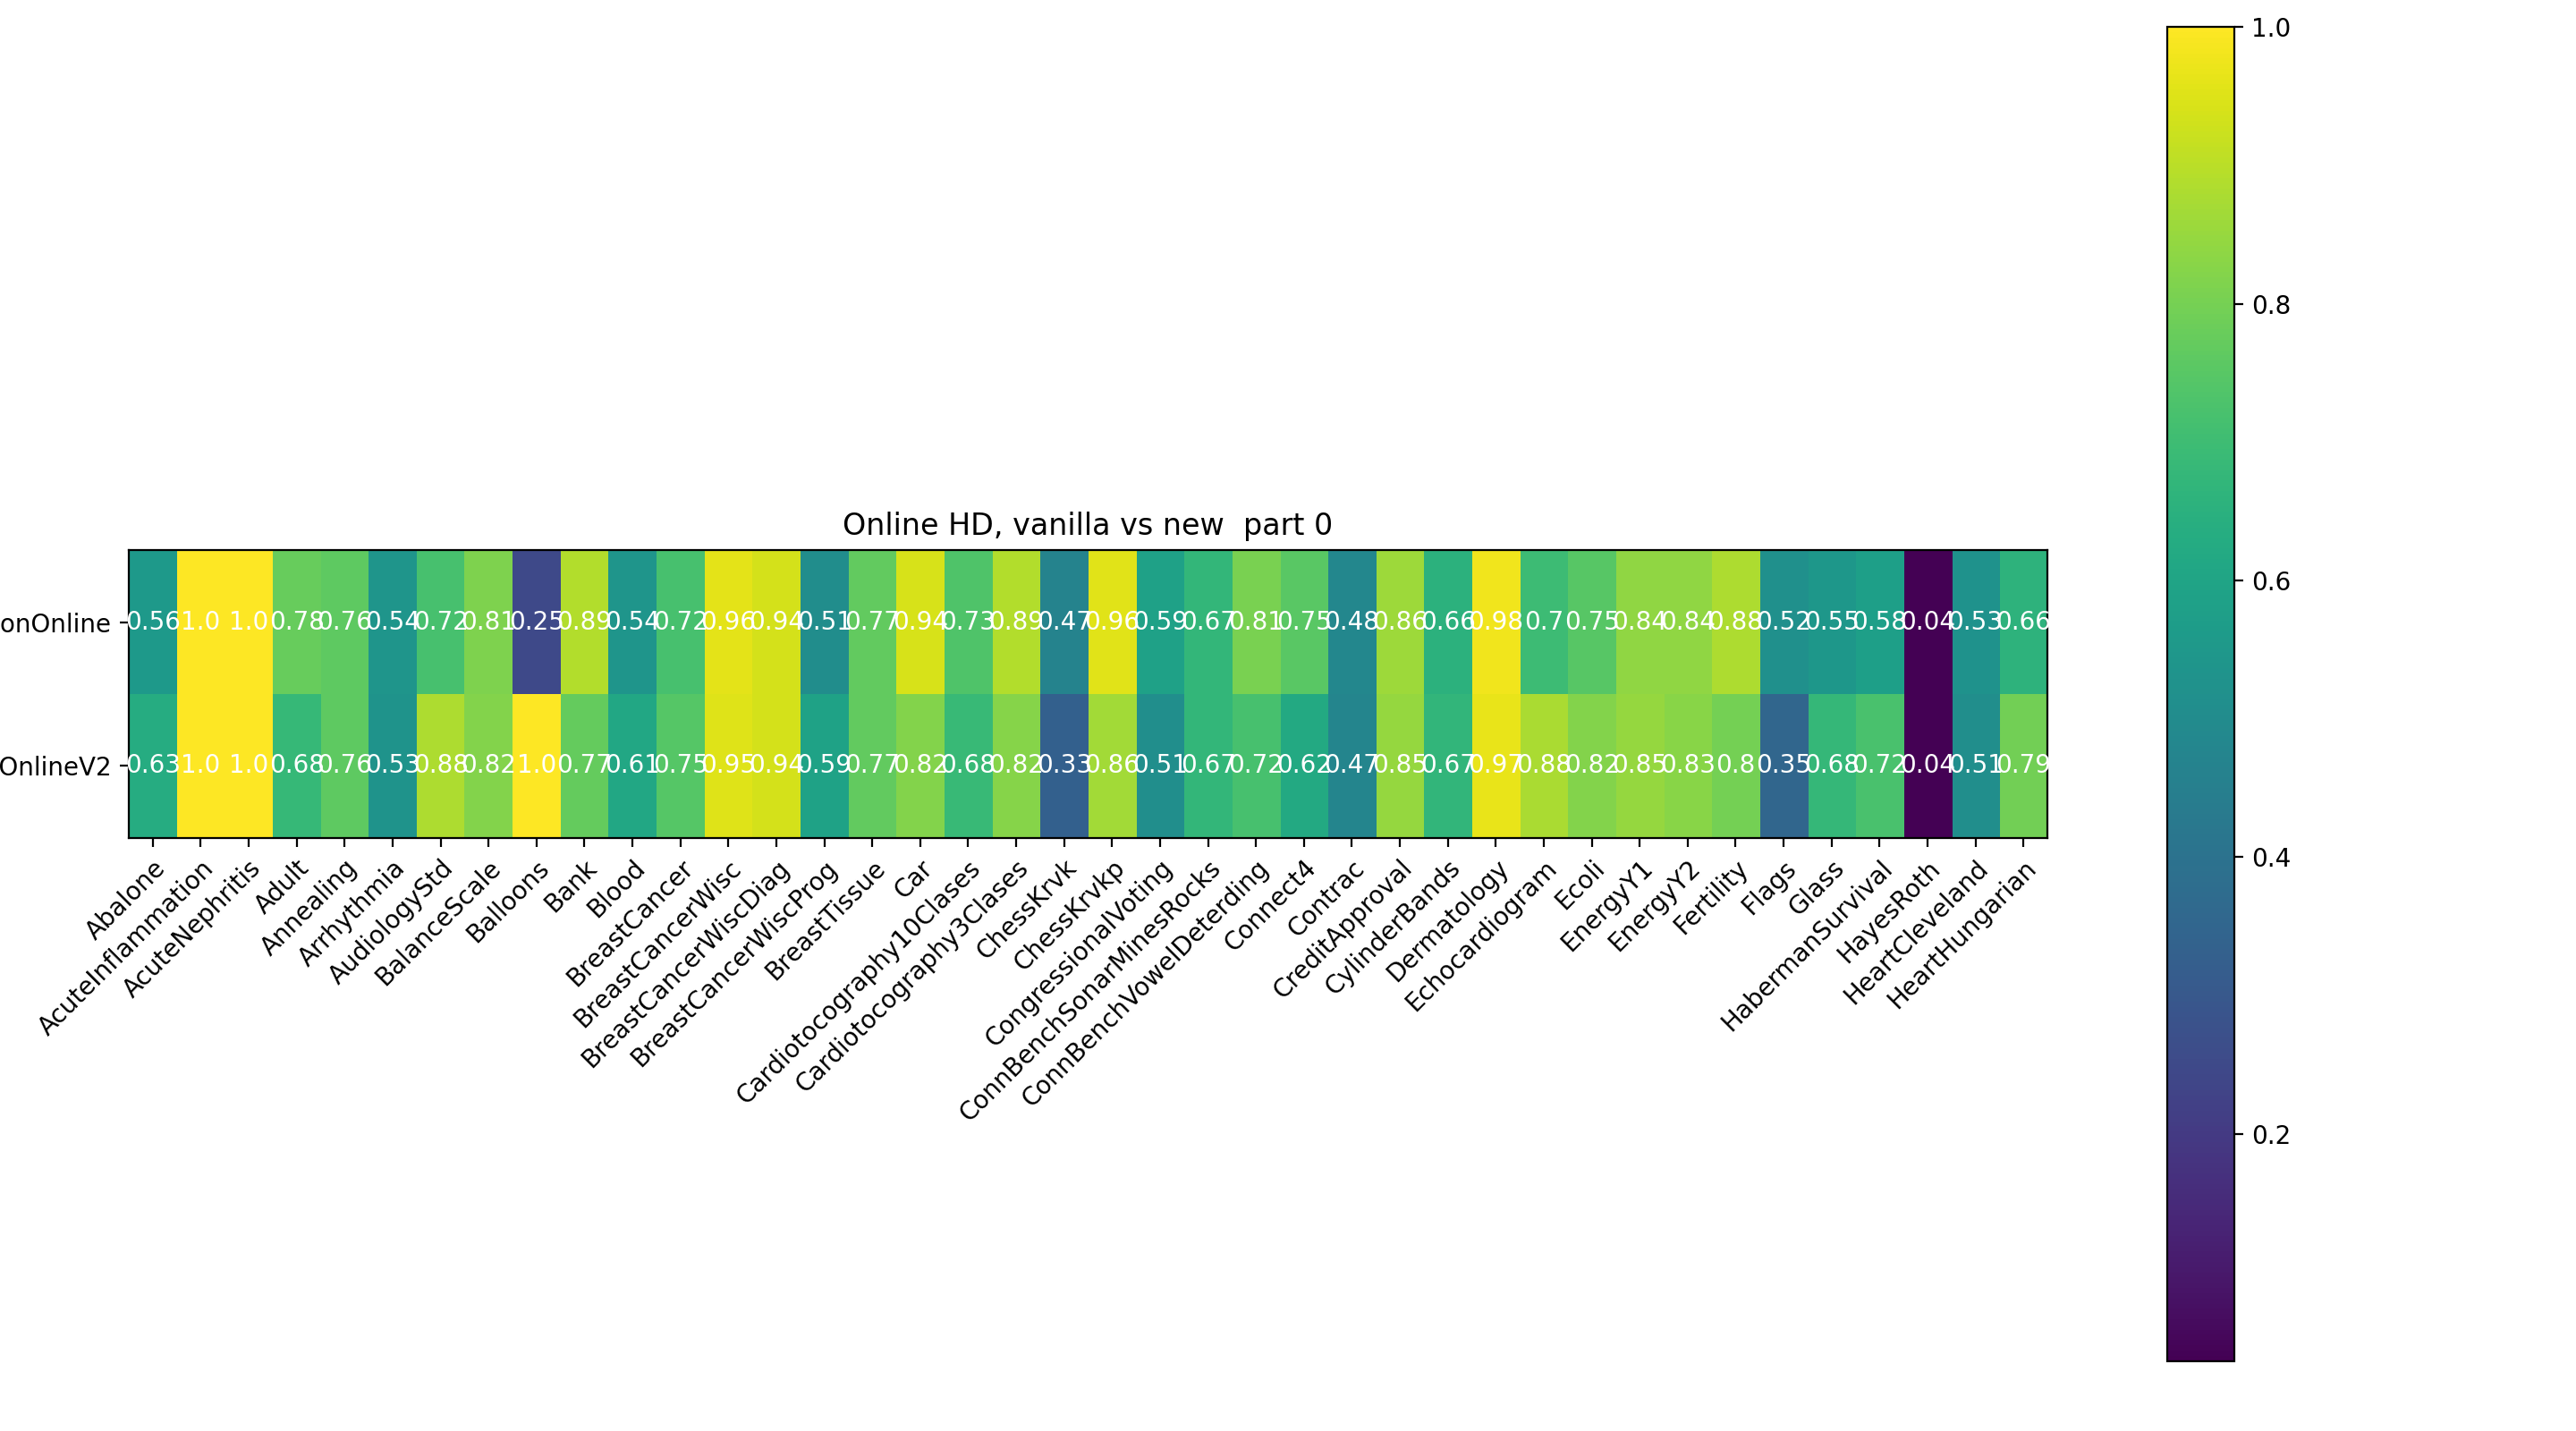 Online HD, vanilla vs new  part 0
onOnline
0.56 1.0 1.0 0.78 0.76 0.54 0.72 0.81 0.25 0.89 0.54 0.72 0.96 0.94 0.51 0.77 0.94 0.73 0.89 0.47 0.96 0.59 0.67 0.81 0.75 0.48 0.86 0.66 0.98 0.7 0.75 0.84 0.84 0.88 0.52 0.55 0.58 0.04 0.53 0.66
OnlineV2
0.63 1.0 1.0 0.68 0.76 0.53 0.88 0.82 1.0 0.77 0.61 0.75 0.95 0.94 0.59 0.77 0.82 0.68 0.82 0.33 0.86 0.51 0.67 0.72 0.62 0.47 0.85 0.67 0.97 0.88 0.82 0.85 0.83 0.8 0.35 0.68 0.72 0.04 0.51 0.79
Abalone
AcuteInflammation
AcuteNephritis
Adult
Annealing
Arrhythmia
AudiologyStd
BalanceScale
Balloons
Bank
Blood
BreastCancer
BreastCancerWisc
BreastCancerWiscDiag
BreastCancerWiscProg
BreastTissue
Car
Cardiotocography10Clases
Cardiotocography3Clases
ChessKrvk
ChessKrvkp
CongressionalVoting
ConnBenchSonarMinesRocks
ConnBenchVowelDeterding
Connect4
Contrac
CreditApproval
CylinderBands
Dermatology
Echocardiogram
Ecoli
EnergyY1
EnergyY2
Fertility
Flags
Glass
HabermanSurvival
HayesRoth
HeartCleveland
HeartHungarian
1.0
0.8
0.6
0.4
0.2